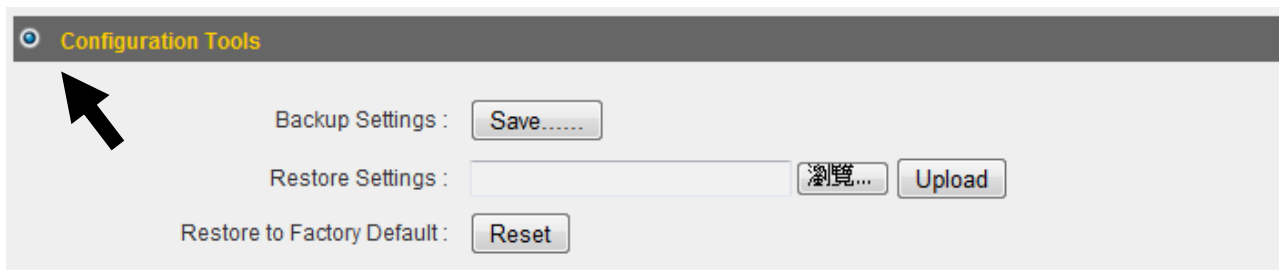 Configuration Tools
Backup Settings : Save......
Restore Settings : 瀏覽... Upload
Restore to Factory Default : Reset